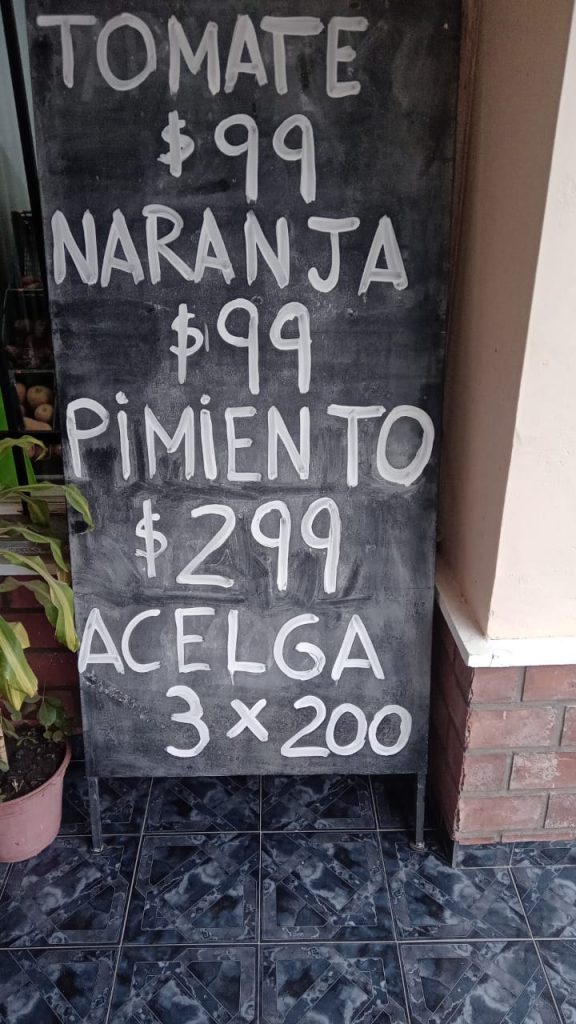 TOMATE
$99
NARANJA
$99
PiMiENTO
$299
ACELGA
3×200